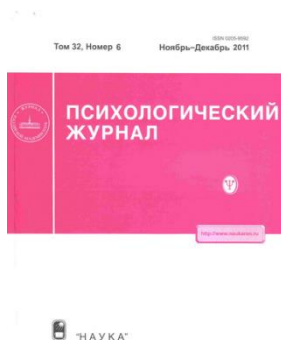 ISSN 0205-9592
Том 32, Номер 6
Ноябрь–Декабрь 2011
ПСИХОЛОГИЧЕСКИЙ
ЖУРНАЛ
Ψ
"НАУКА"